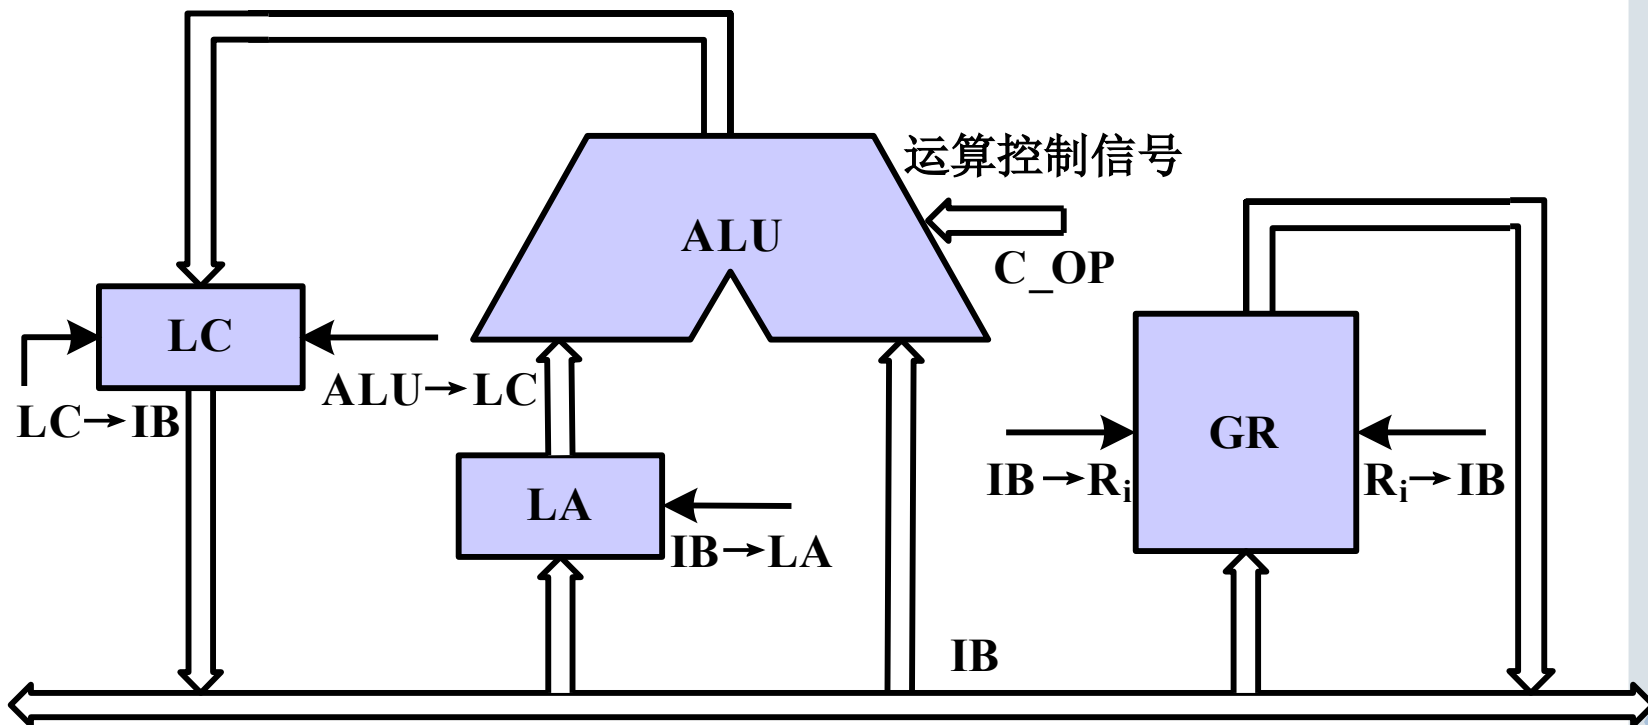 运算控制信号
ALU
C_OP
LC
ALU→LC
LC→IB
GR
IB→Ri
Ri→IB
LA
IB→LA
IB